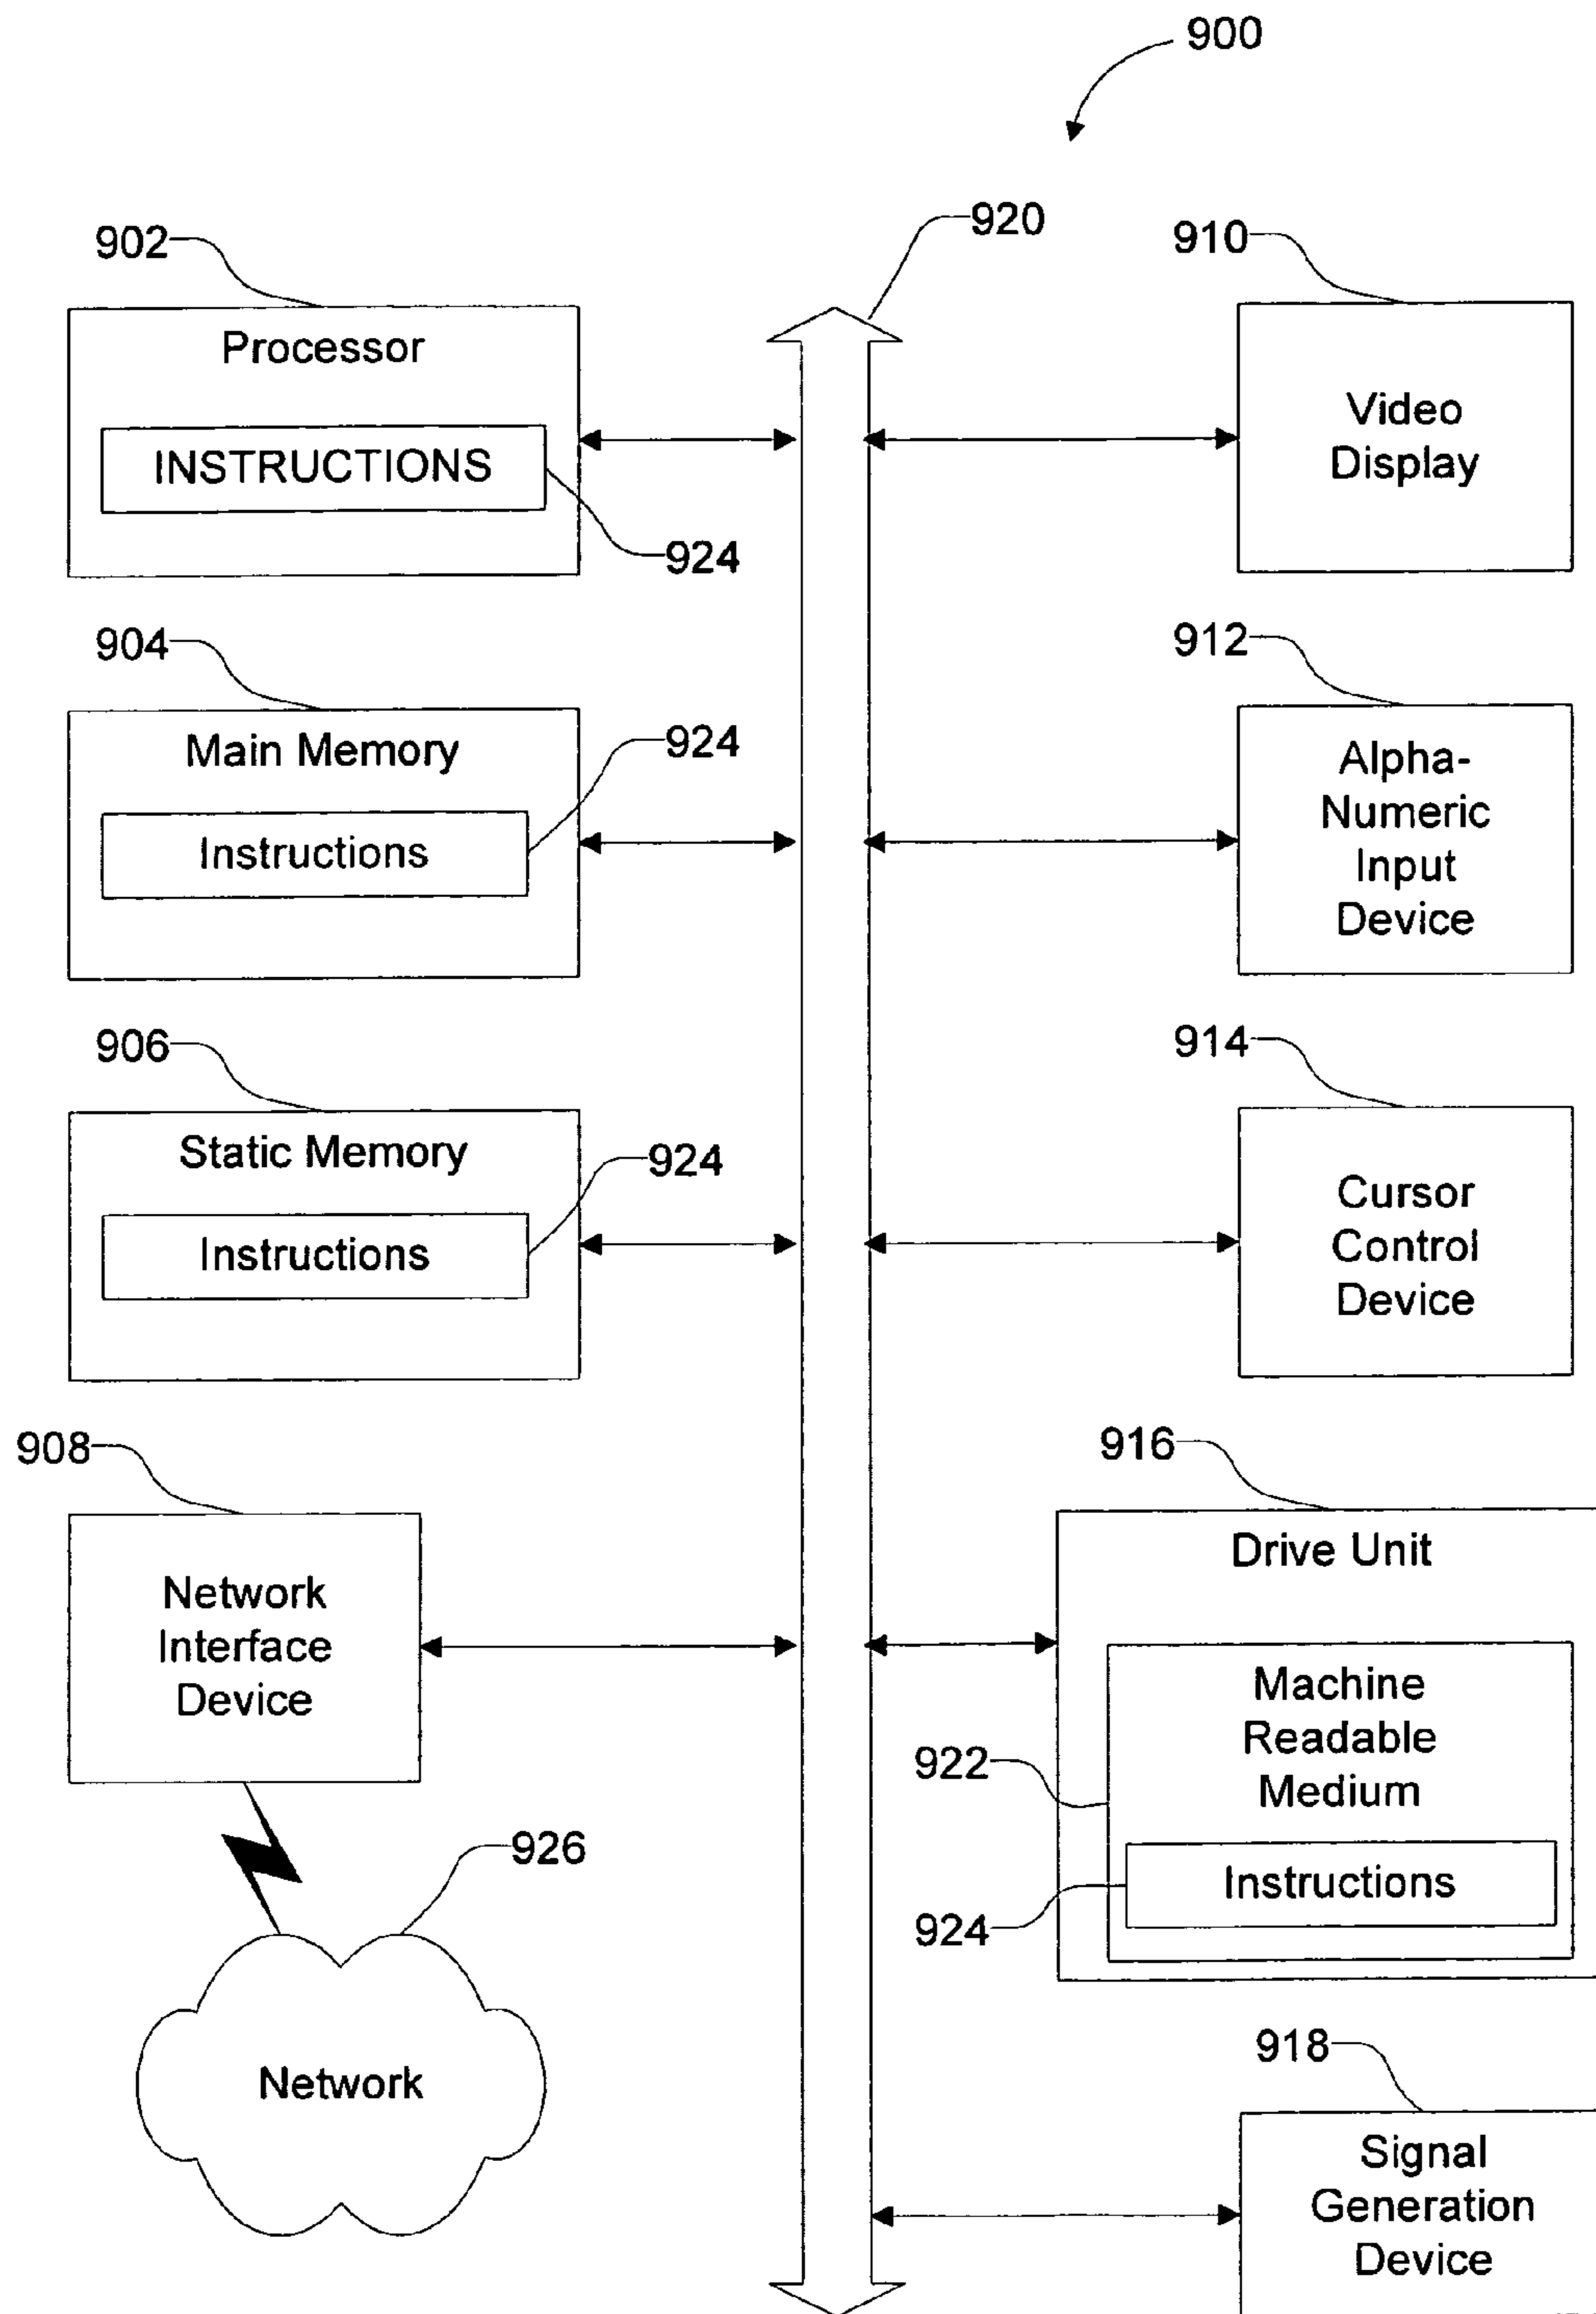 900
920
902
Processor
INSTRUCTIONS
924
910
Video
Display
904
Main Memory
924
Instructions
912
Alpha-
Numeric
Input
Device
906
Static Memory
924
Instructions
914
Cursor
Control
Device
908
Network
Interface
Device
916
Drive Unit
Machine
Readable
Medium
922
Instructions
924
926
Network
918
Signal
Generation
Device